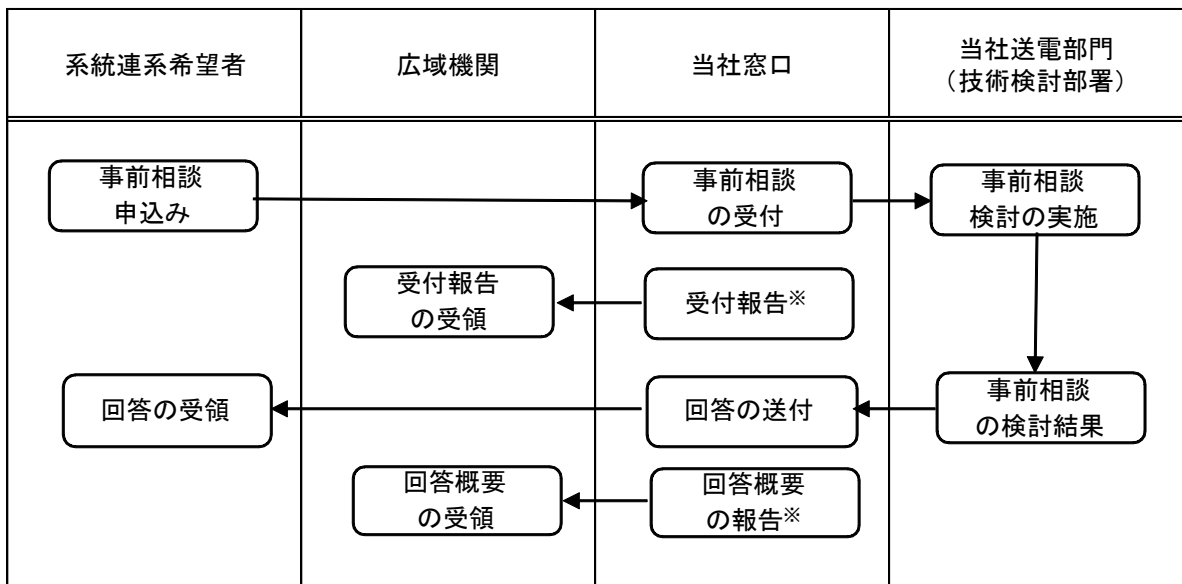 系統連系希望者
広域機関
当社窓口
当社送電部門
（技術検討部署）
事前相談
申込み
事前相談
の受付
事前相談
検討の実施
受付報告
の受領
受付報告※
回答の受領
回答の送付
事前相談
の検討結果
回答概要
の受領
回答概要
の報告※